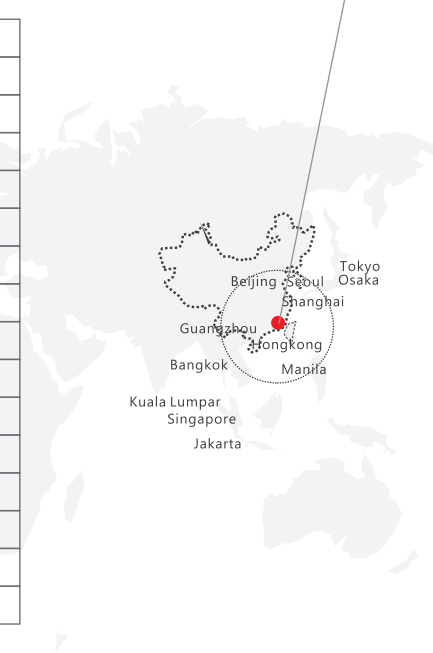 Tokyo
Beijing Seoul Osaka
Shanghai
Guangzhou
Hongkong
Bangkok Manila
Kuala Lumpar
Singapore
Jakarta